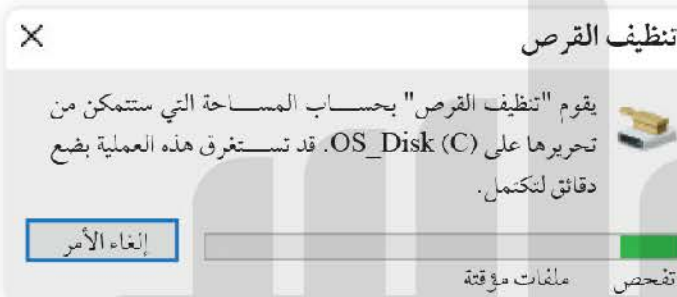 تنظيف القرص
يقوم "تنظيف القرص" بحساب المساحة التي ستتمكن من
تحريرها على OS_Disk (C). قد تستغرق هذه العملية بضع
دقائق لتكتمل.
إلغاء الأمر
تفحص ملفات مؤقتة